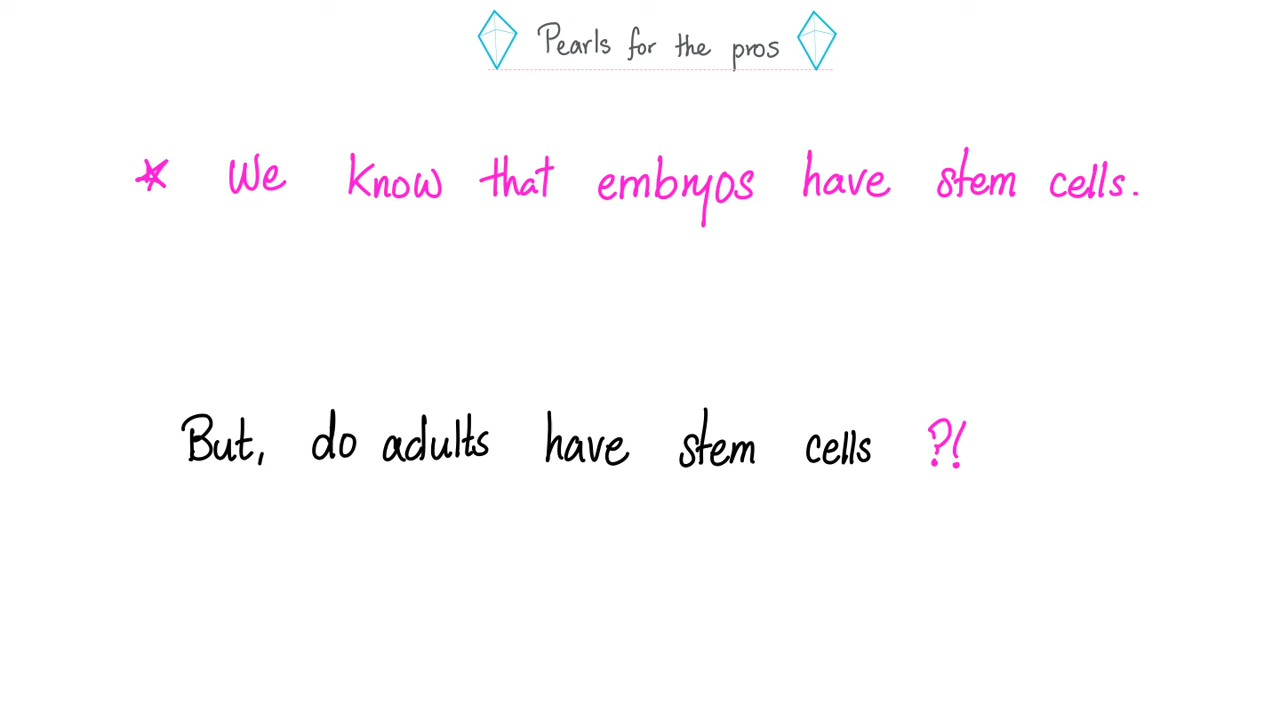 Pearls for the pros
* We know that embryos have stem cells.
But, do adults have stem cells ?!